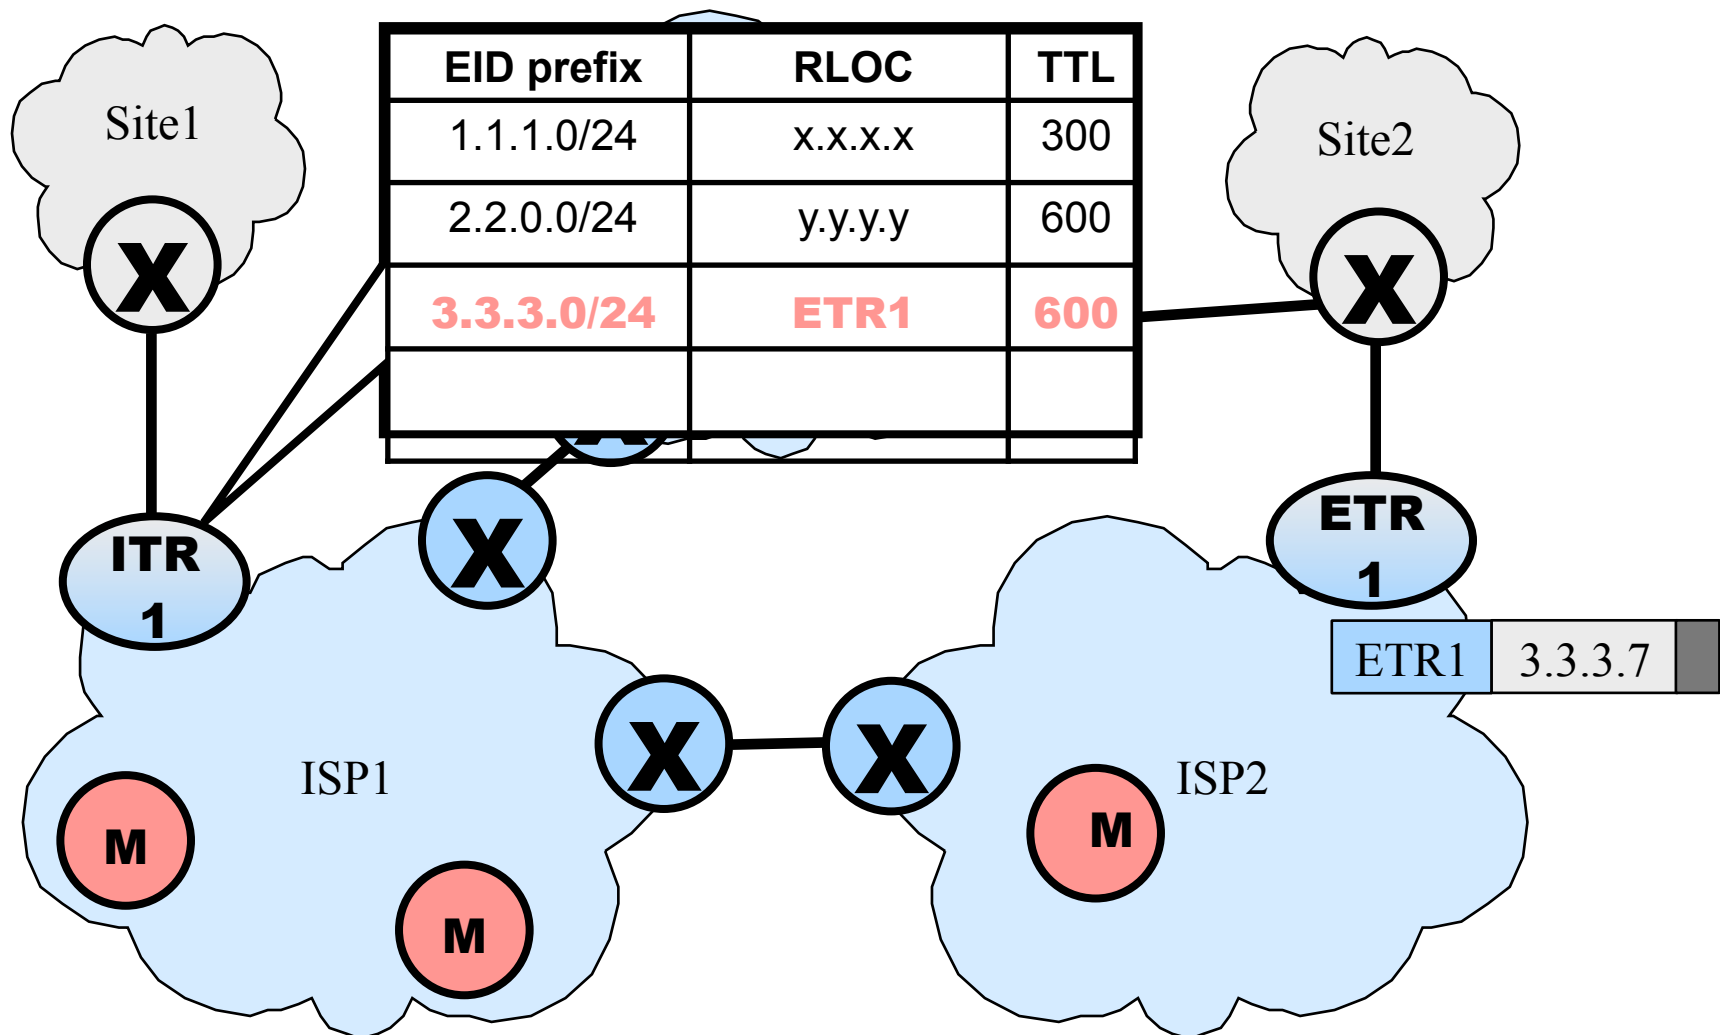 EID prefix RLOC TTL
1.1.1.0/24 x.x.x.x 300
2.2.0.0/24 y.y.y.y 600
3.3.3.0/24 ETR1 600
Site1
Site2
X
X
X
X
ITR
1
ETR
1
X
ETR1 3.3.3.7
X
X
ISP1
ISP2
M
M
M